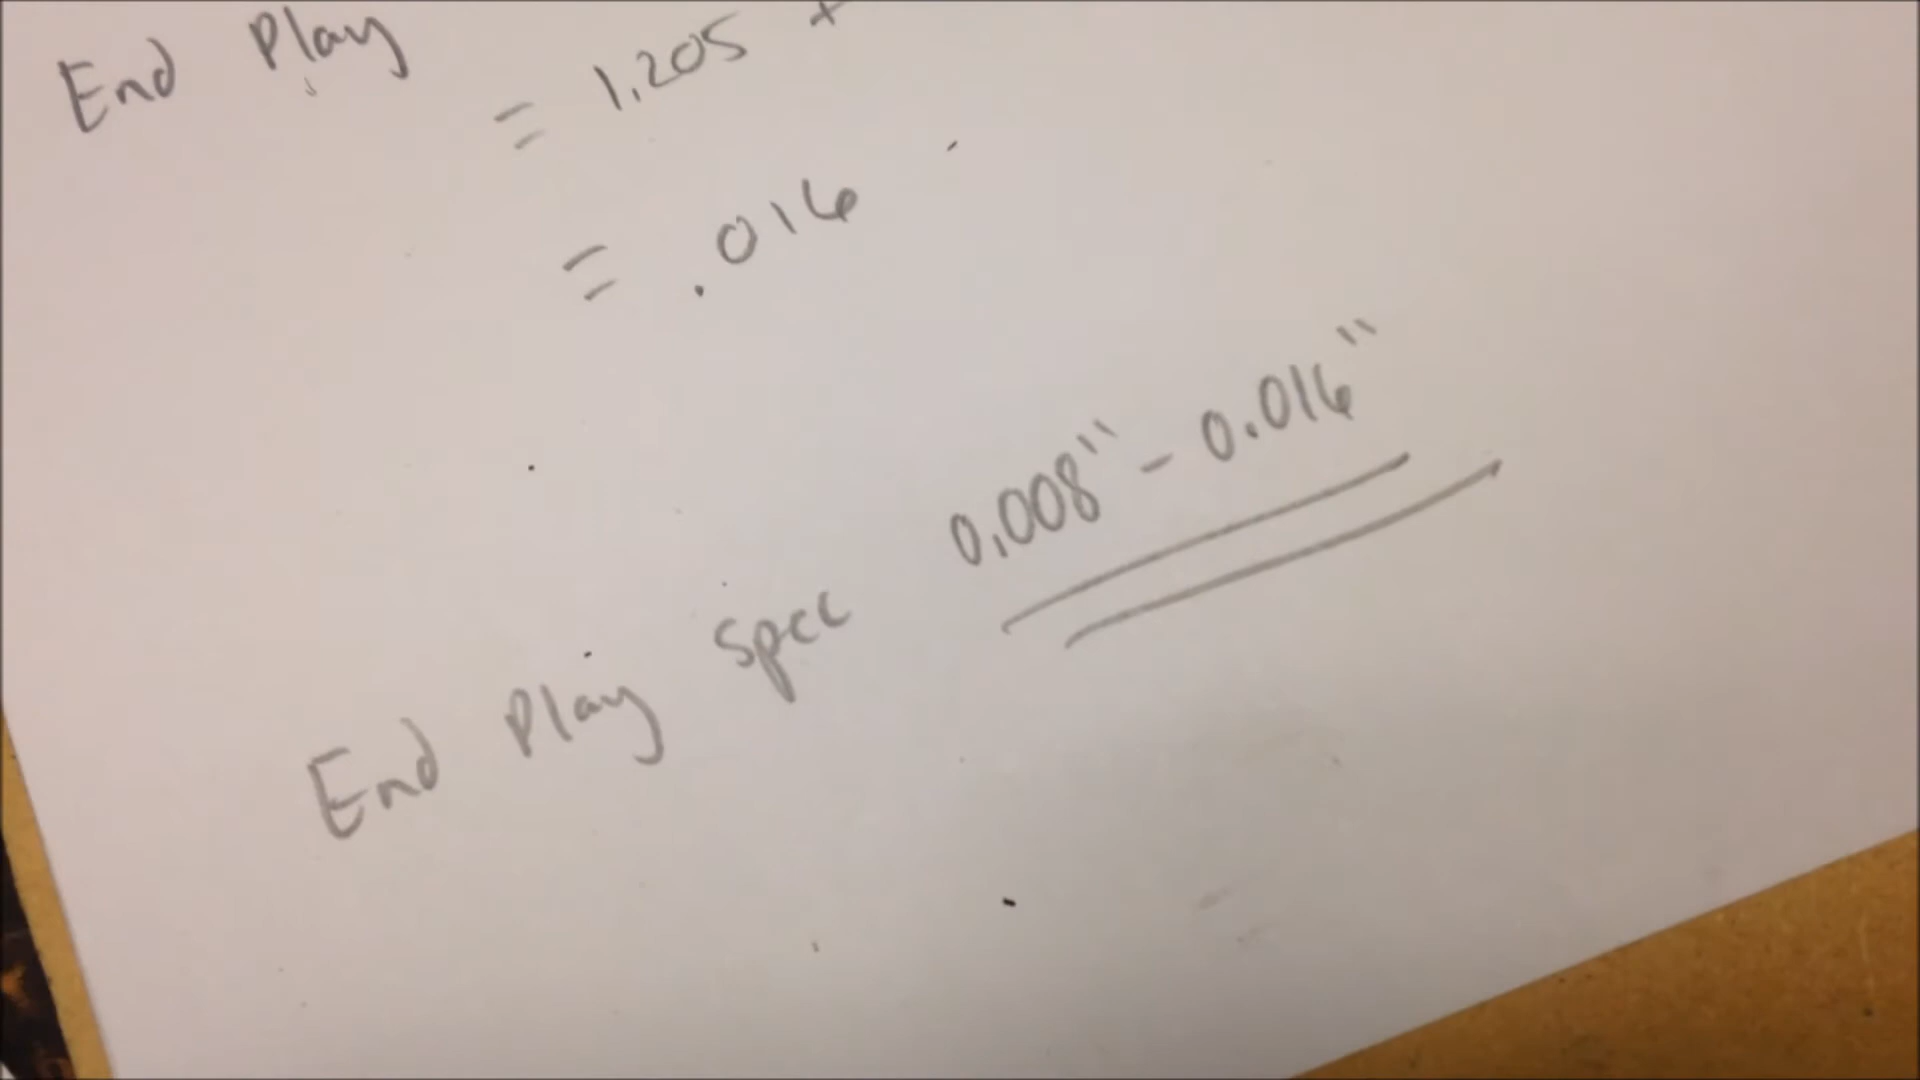 End Play
= 1.205 +
= .016
End Play Spec 0.008" - 0.016"